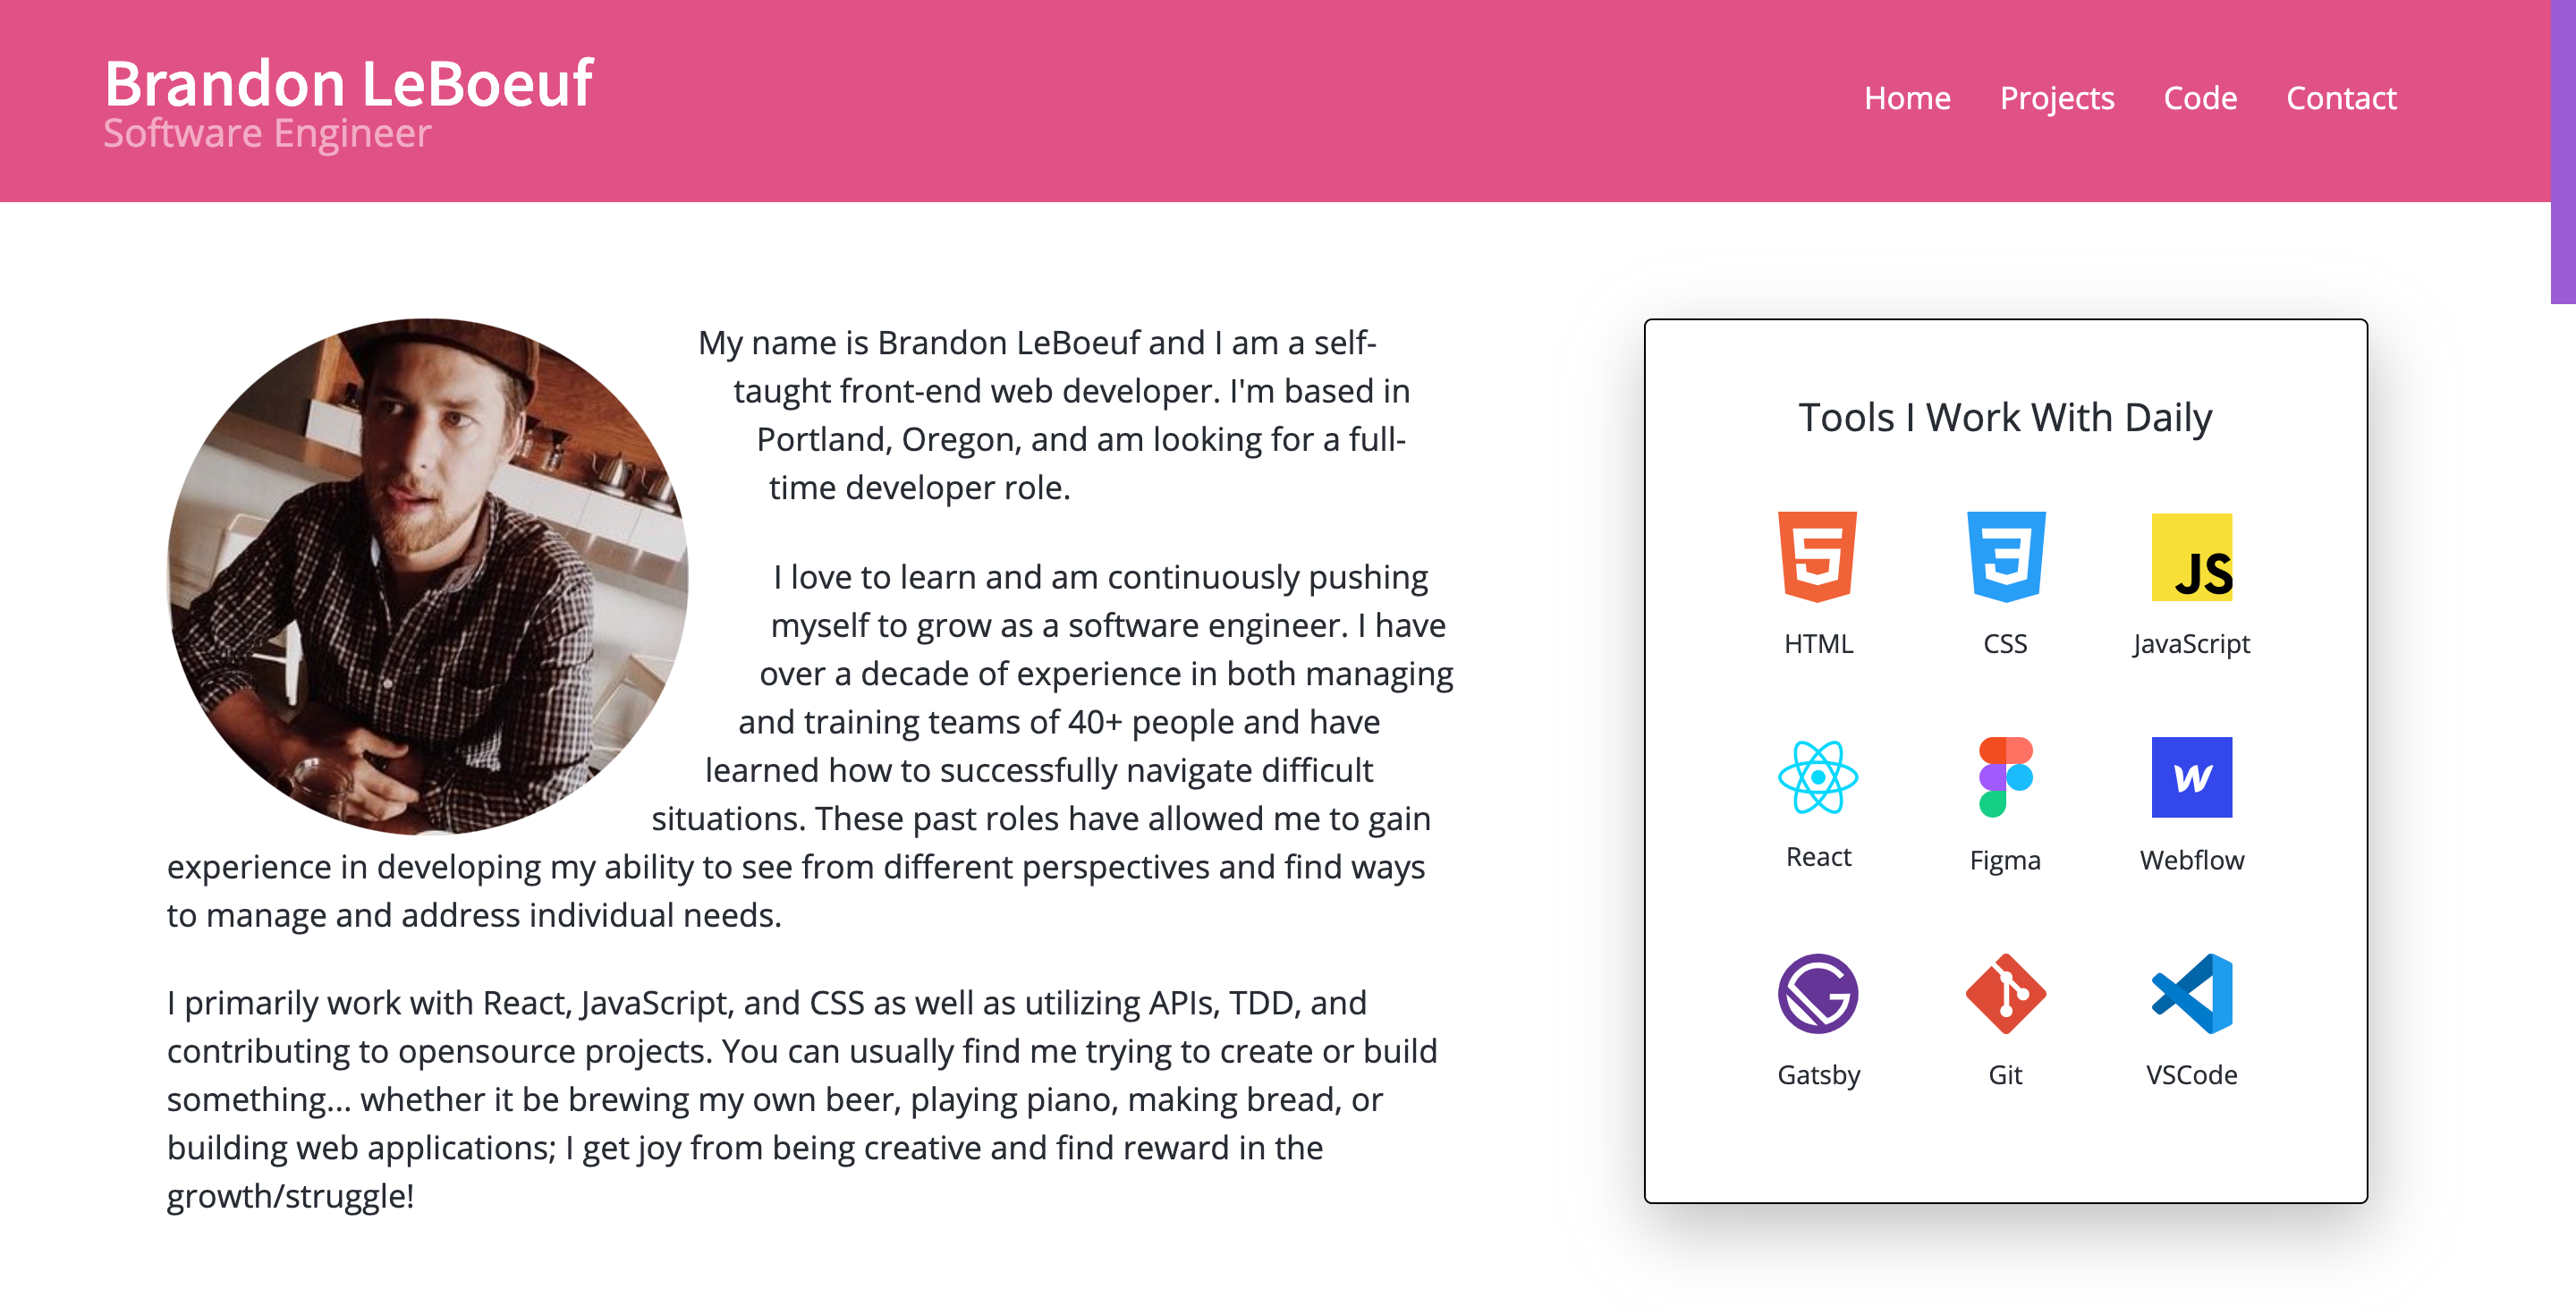 Brandon LeBoeuf
Software Engineer
Home Projects Code Contact
My name is Brandon LeBoeuf and I am a self-
taught front-end web developer. I'm based in
Portland, Oregon, and am looking for a full-
time developer role.
I love to learn and am continuously pushing
myself to grow as a software engineer. I have
over a decade of experience in both managing
and training teams of 40+ people and have
learned how to successfully navigate difficult
situations. These past roles have allowed me to gain
experience in developing my ability to see from different perspectives and find ways
to manage and address individual needs.
I primarily work with React, JavaScript, and CSS as well as utilizing APIs, TDD, and
contributing to opensource projects. You can usually find me trying to create or build
something... whether it be brewing my own beer, playing piano, making bread, or
building web applications; I get joy from being creative and find reward in the
growth/struggle!
Tools I Work With Daily
5 3 JS
HTML CSS JavaScript
W
React Figma Webflow
G
Gatsby Git VSCode